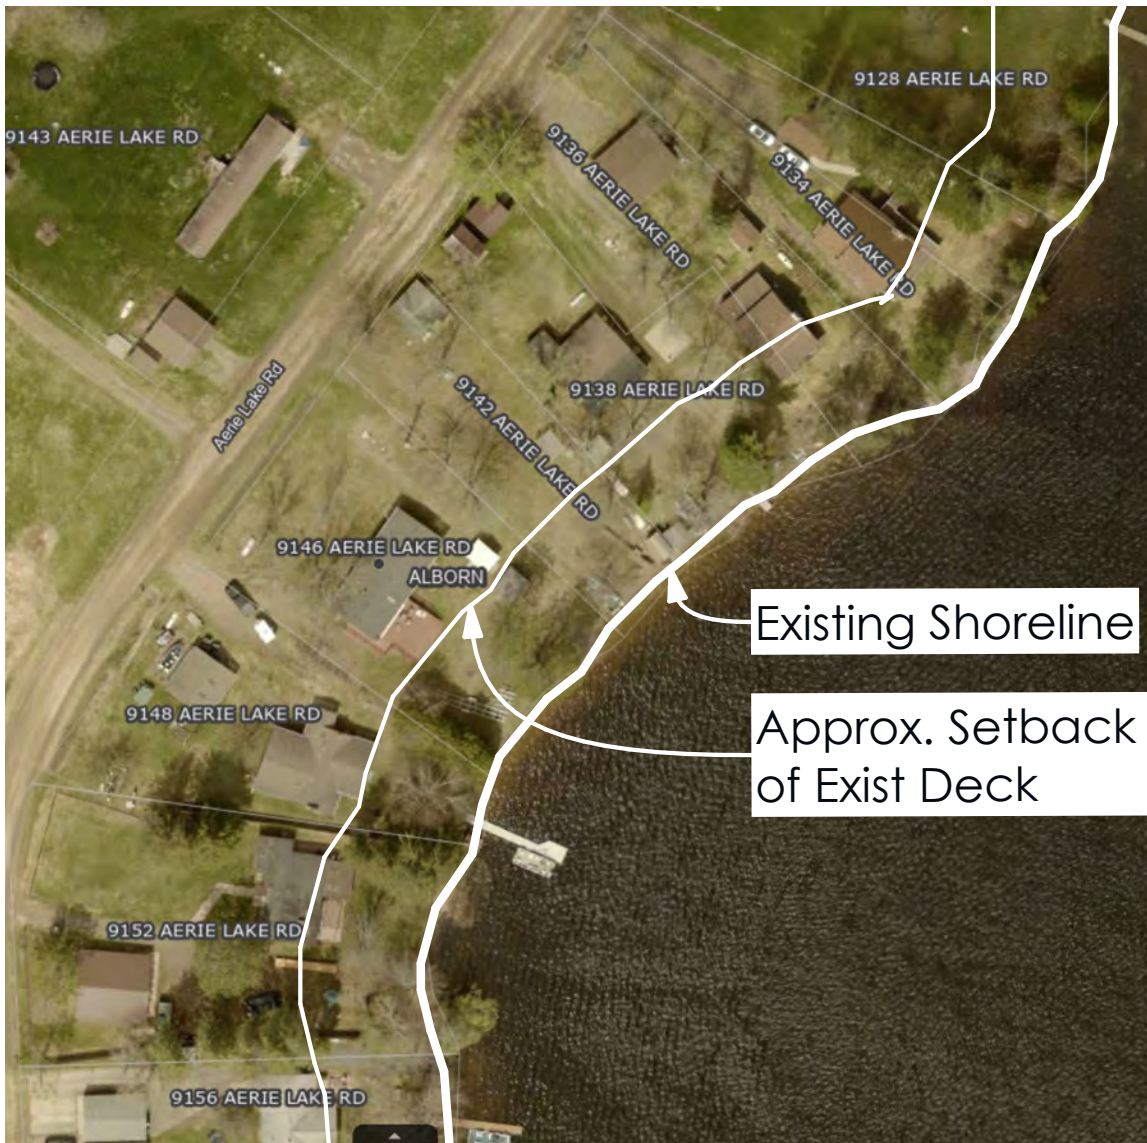 9128 AERIE LAKE RD
9143 AERIE LAKE RD
9136 AERIE LAKE RD
9134 AERIE LAKE RD
Aerie Lake Rd
9138 AERIE LAKE RD
9142 AERIE LAKE RD
9146 AERIE LAKE RD
ALBORN
Existing Shoreline
Approx. Setback
of Exist Deck
9148 AERIE LAKE RD
9152 AERIE LAKE RD
9156 AERIE LAKE RD